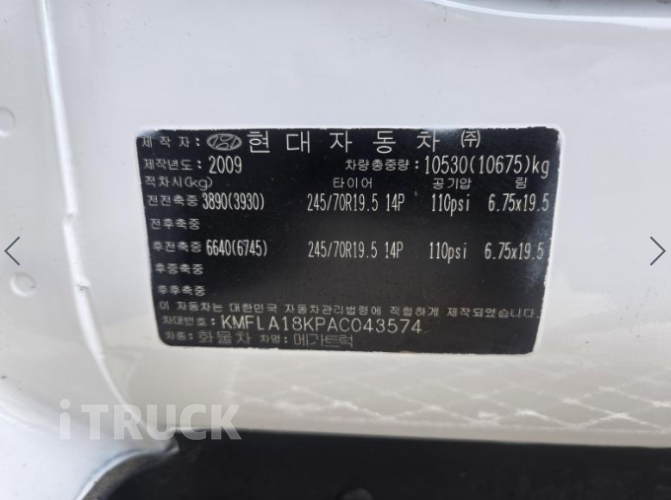 제작자: 현대자동차 ㈜
제작년도: 2009 차량총중량: 10530(10675)kg
적차시(kg) 타이어 공기압 림
전전축중 3890(3930) 245/70R19.5 14P 110psi 6.75x19.5
전후축중
후전축중 6640(6745) 245/70R19.5 14P 110psi 6.75x19.5
후중축중
후후축중
이 자동차는 대한민국 자동차관리법령에 적합하게 제작되었습니다.
차대번호: KMFLA18KPAC043574
차종: 화물차 차명: 메가트럭
iTRUCK